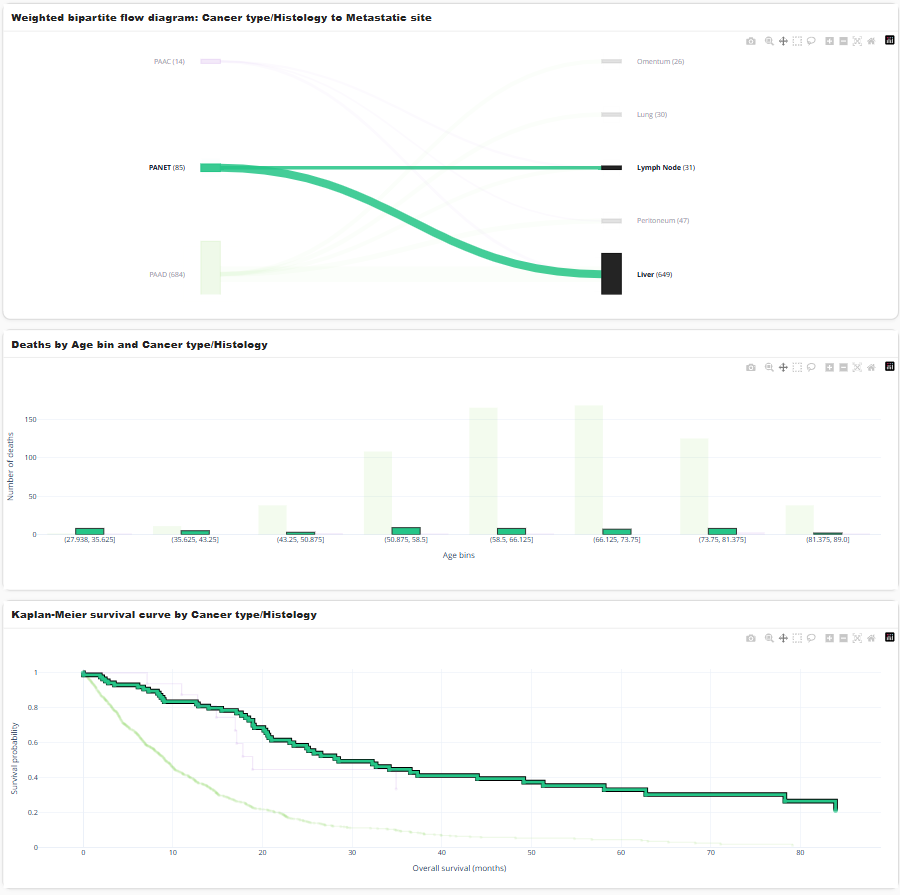 Weighted bipartite flow diagram: Cancer type/Histology to Metastatic site
PAAC (14)
Omentum (26)
Lung (30)
PANET (85)
Lymph Node (31)
Peritoneum (47)
PAAD (684)
Liver (649)
Deaths by Age bin and Cancer type/Histology
Number of deaths
150
100
50
0
(27.938, 35.625]
(35.625, 43.25]
(43.25, 50.875]
(50.875, 58.5]
(58.5, 66.125]
(66.125, 73.75]
(73.75, 81.375]
(81.375, 89.0]
Age bins
Kaplan-Meier survival curve by Cancer type/Histology
Survival probability
1
0.8
0.6
0.4
0.2
0
0
10
20
30
40
50
60
70
80
Overall survival (months)